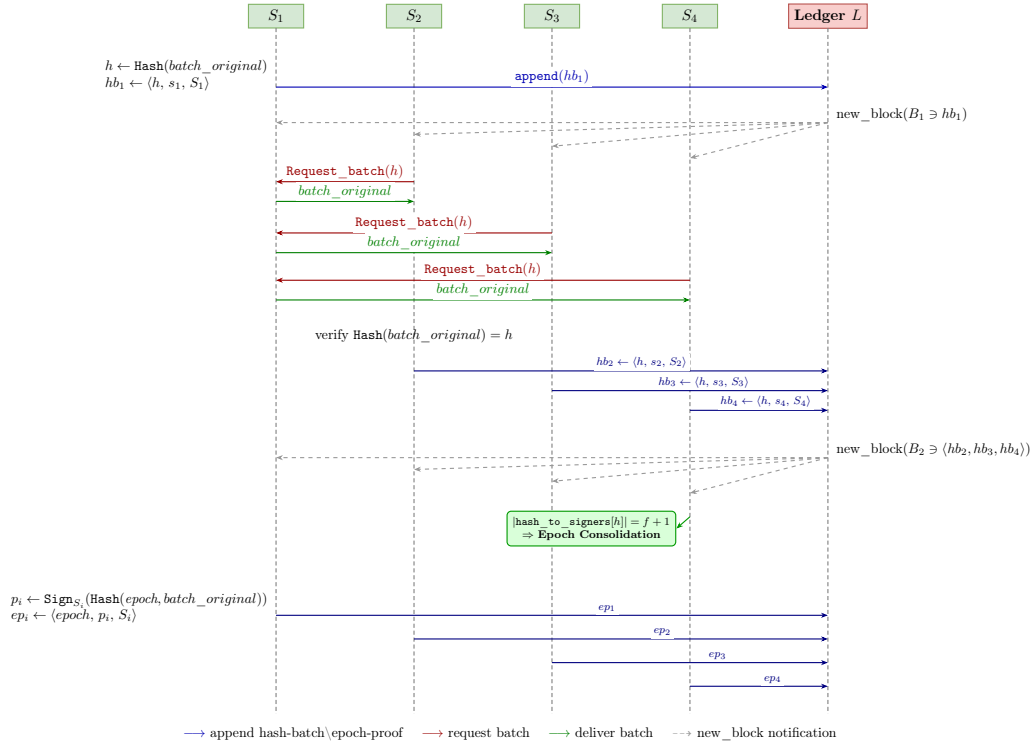 S₁ S₂ S₃ S₄ Ledger L
h ← Hash(batch_original)
hb₁ ← ⟨h, s₁, S₁⟩
append(hb₁)
new_block(B₁ ∋ hb₁)
Request_batch(h)
batch_original
Request_batch(h)
batch_original
Request_batch(h)
batch_original
verify Hash(batch_original) = h
hb₂ ← ⟨h, s₂, S₂⟩
hb₃ ← ⟨h, s₃, S₃⟩
hb₄ ← ⟨h, s₄, S₄⟩
new_block(B₂ ∋ ⟨hb₂, hb₃, hb₄⟩)
|hash_to_signers[h]| = f + 1
⇒ Epoch Consolidation
pᵢ ← Sign_{Sᵢ}(Hash(epoch, batch_original))
epᵢ ← ⟨epoch, pᵢ, Sᵢ⟩
ep₁
ep₂
ep₃
ep₄
append hash-batch\epoch-proof request batch deliver batch new_block notification